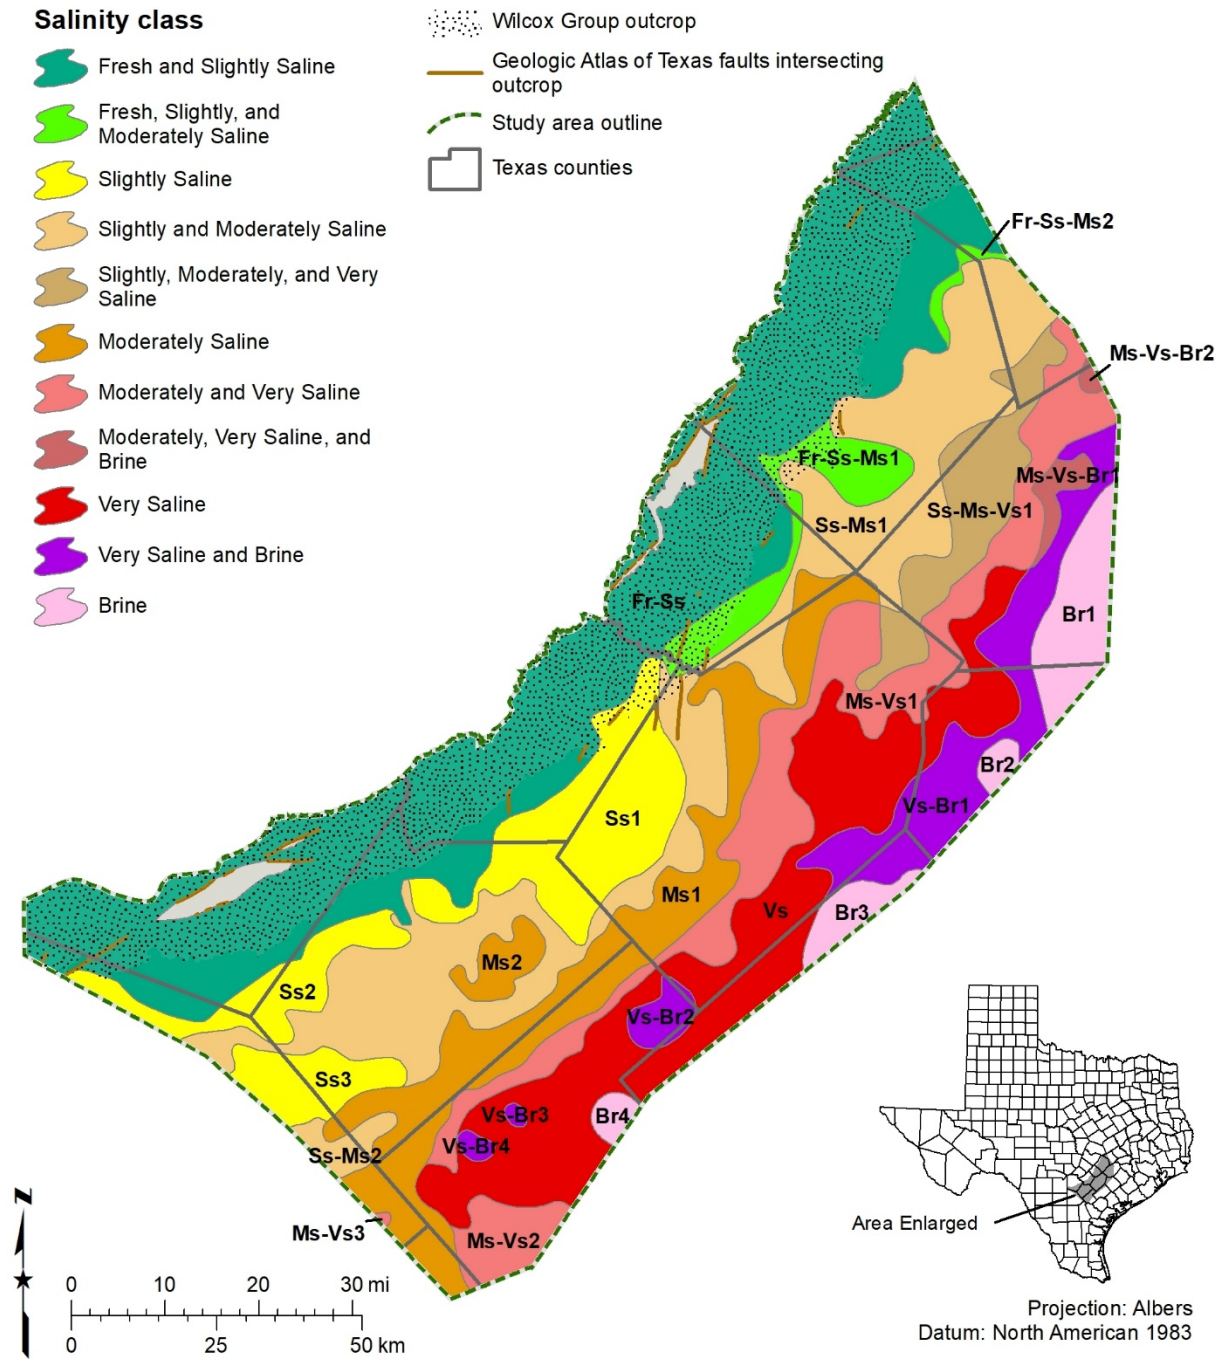 Salinity class
Fresh and Slightly Saline
Fresh, Slightly, and
Moderately Saline
Slightly Saline
Slightly and Moderately Saline
Slightly, Moderately, and Very
Saline
Moderately Saline
Moderately and Very Saline
Moderately, Very Saline, and
Brine
Very Saline
Very Saline and Brine
Brine
Wilcox Group outcrop
Geologic Atlas of Texas faults intersecting
outcrop
Study area outline
Texas counties
Fr-Ss-Ms2
Ms-Vs-Br2
Fr-Ss-Ms1
Ms-Vs-Br1
Ss-Ms-Vs1
Ss-Ms1
Fr-Ss
Br1
Ms-Vs1
Br2
Vs-Br1
Ss1
Ms1
Vs
Br3
Ms2
Ss2
Vs-Br2
Ss3
Vs-Br3
Br4
Vs-Br4
Ss-Ms2
Ms-Vs3
Ms-Vs2
Area Enlarged
N
0 10 20 30 mi
0 25 50 km
Projection: Albers
Datum: North American 1983